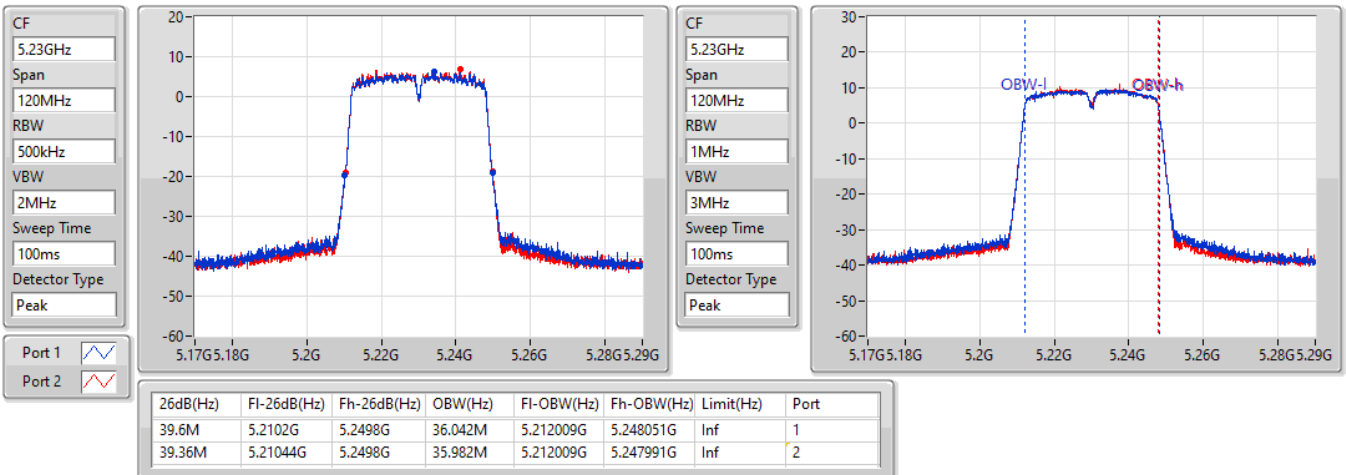 CF
5.23GHz
Span
120MHz
RBW
500kHz
VBW
2MHz
Sweep Time
100ms
Detector Type
Peak
20
10
0
-10
-20
-30
-40
-50
-60
5.17G 5.18G 5.2G 5.22G 5.24G 5.26G 5.28G 5.29G
CF
5.23GHz
Span
120MHz
RBW
1MHz
VBW
3MHz
Sweep Time
100ms
Detector Type
Peak
30
20
10
0
-10
-20
-30
-40
-50
-60
OBW-l OBW-h
5.17G 5.18G 5.2G 5.22G 5.24G 5.26G 5.28G 5.29G
Port 1
Port 2
26dB(Hz) Fl-26dB(Hz) Fh-26dB(Hz) OBW(Hz) Fl-OBW(Hz) Fh-OBW(Hz) Limit(Hz) Port
39.6M 5.2102G 5.2498G 36.042M 5.212009G 5.248051G Inf 1
39.36M 5.21044G 5.2498G 35.982M 5.212009G 5.247991G Inf 2